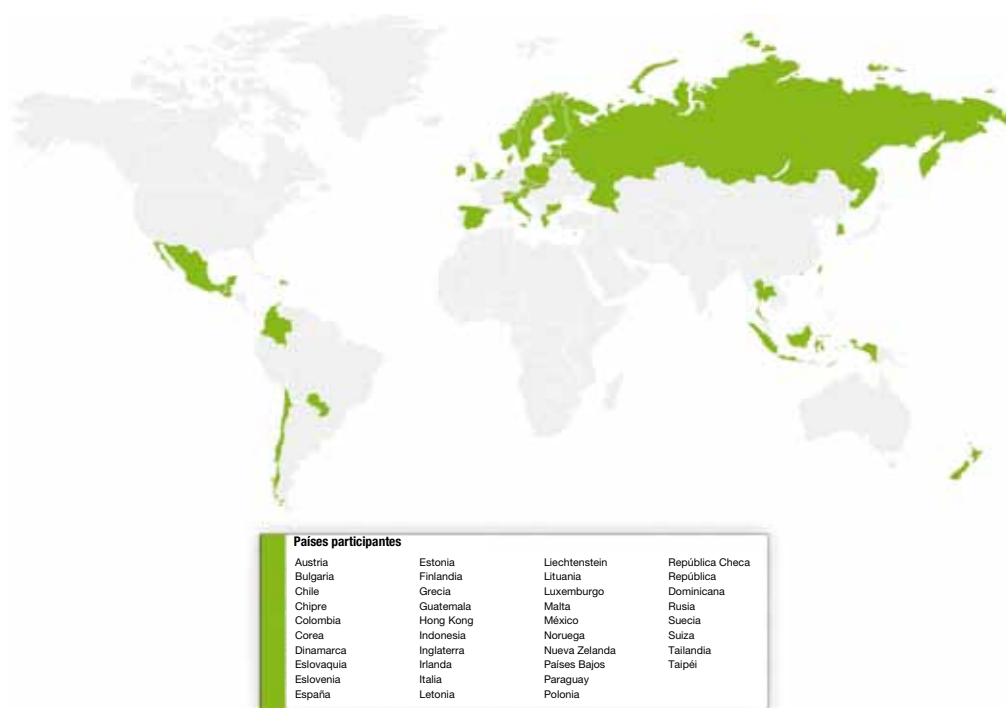 Países participantes
Austria
Bulgaria
Chile
Chipre
Colombia
Corea
Dinamarca
Eslovaquia
Eslovenia
España
Estonia
Finlandia
Grecia
Guatemala
Hong Kong
Indonesia
Inglaterra
Irlanda
Italia
Letonia
Liechtenstein
Lituania
Luxemburgo
Malta
México
Noruega
Nueva Zelanda
Países Bajos
Paraguay
Polonia
República Checa
República
Dominicana
Rusia
Suecia
Suiza
Tailandia
Taipéi